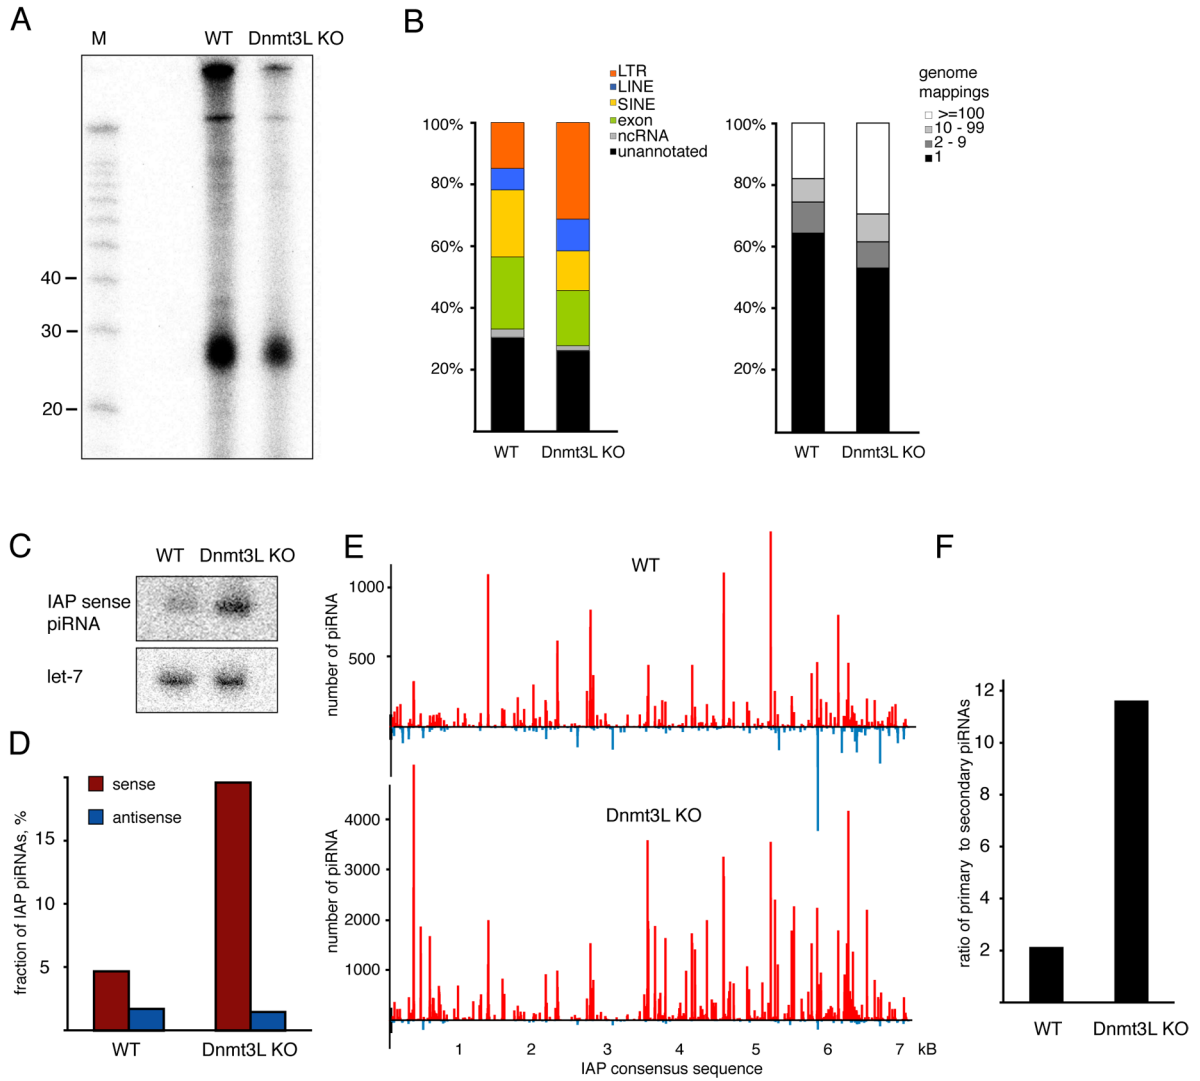 A
M
WT
Dnmt3L KO
40
30
20
B
LTR
LINE
SINE
exon
ncRNA
unannotated
100%
80%
60%
40%
20%
WT
Dnmt3L KO
genome
mappings
>=100
10 - 99
2 - 9
1
100%
80%
60%
40%
20%
WT
Dnmt3L KO
C
WT
Dnmt3L KO
IAP sense
piRNA
let-7
D
sense
antisense
fraction of IAP piRNAs, %
15
10
5
WT
Dnmt3L KO
E
WT
number of piRNA
1000
500
Dnmt3L KO
number of piRNA
4000
3000
2000
1000
1 2 3 4 5 6 7 kB
IAP consensus sequence
F
ratio of primary to secondary piRNAs
12
10
8
6
4
2
WT
Dnmt3L KO